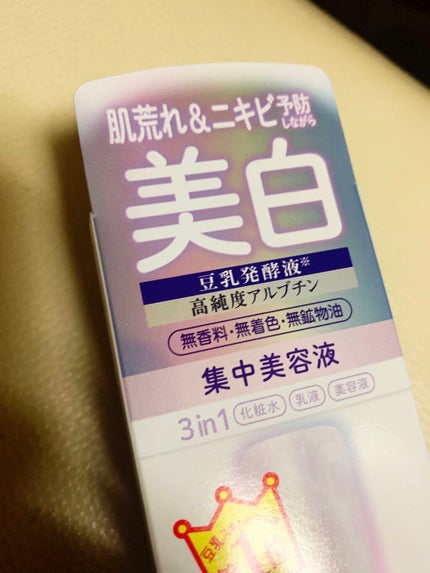 肌荒れ&ニキビ予防しながら
美白
豆乳発酵液※
高純度アルブチン
無香料・無着色・無鉱物油
集中美容液
3in1 化粧水 乳液 美容液